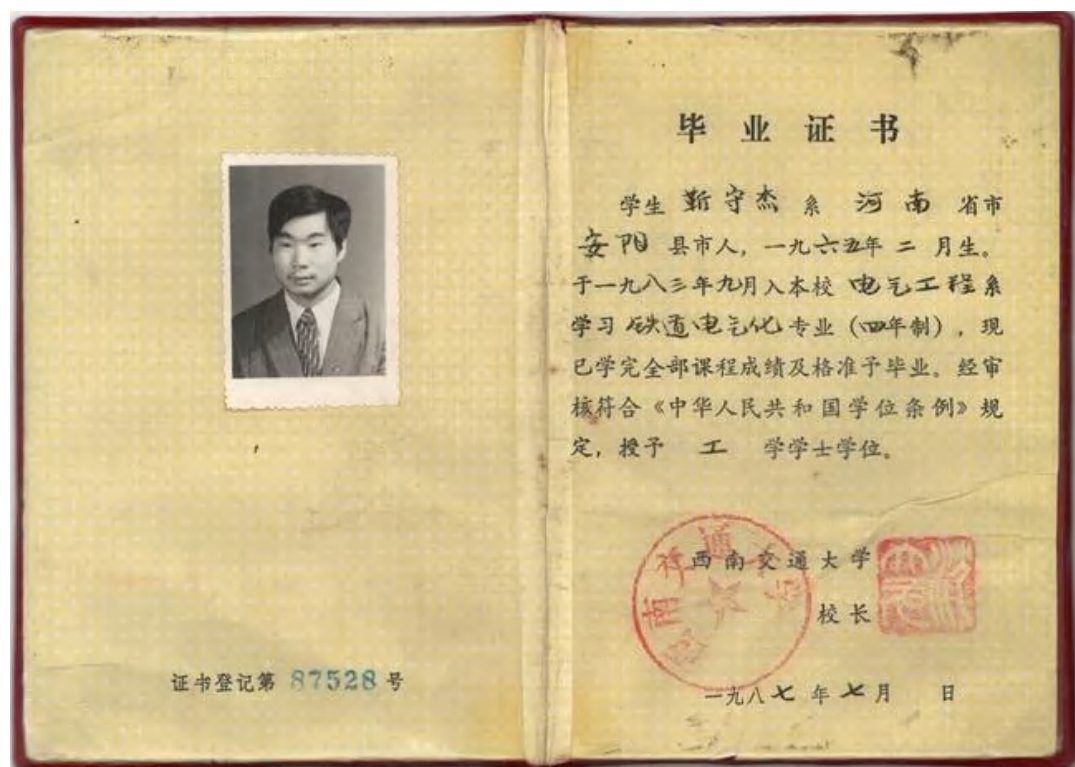 证书登记第 87528 号
毕业证书
学生 靳守杰 系 河南 省市
安阳 县市人，一九六五年 二 月生。
于一九八三年九月入本校 电气工程系
学习 铁道电气化 专业（四年制），现
已学完全部课程成绩及格准予毕业。经审
核符合《中华人民共和国学位条例》规
定，授予 工 学学士学位。
西南交通大学
校长
一九八七年七月 日
西南交通大学